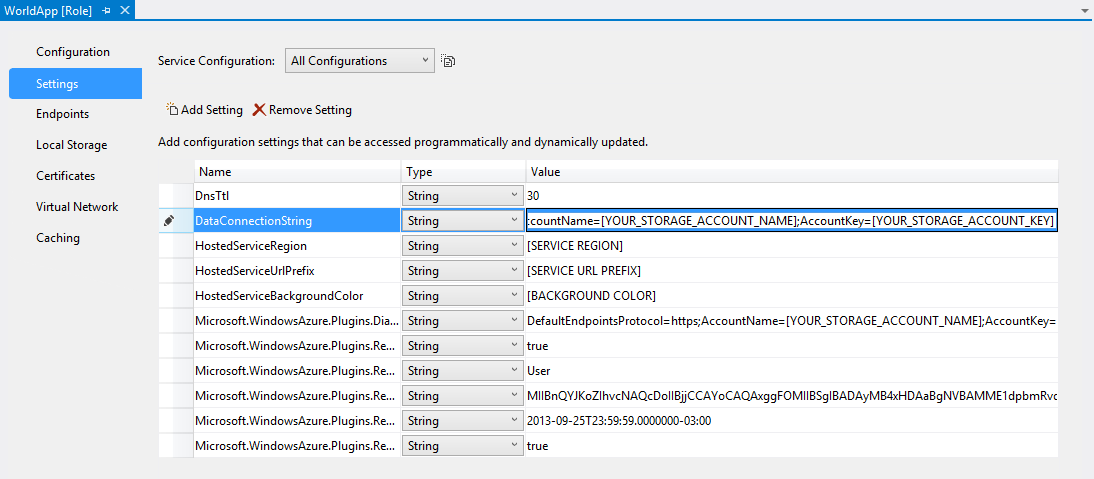 WorldApp [Role]
Configuration
Settings
Endpoints
Local Storage
Certificates
Virtual Network
Caching
Service Configuration: All Configurations
Add Setting Remove Setting
Add configuration settings that can be accessed programmatically and dynamically updated.
Name Type Value
DnsTtl String 30
DataConnectionString String ccountName=[YOUR_STORAGE_ACCOUNT_NAME];AccountKey=[YOUR_STORAGE_ACCOUNT_KEY]
HostedServiceRegion String [SERVICE REGION]
HostedServiceUrlPrefix String [SERVICE URL PREFIX]
HostedServiceBackgroundColor String [BACKGROUND COLOR]
Microsoft.WindowsAzure.Plugins.Dia... String DefaultEndpointsProtocol=https;AccountName=[YOUR_STORAGE_ACCOUNT_NAME];AccountKey=
Microsoft.WindowsAzure.Plugins.Re... String true
Microsoft.WindowsAzure.Plugins.Re... String User
Microsoft.WindowsAzure.Plugins.Re... String
Microsoft.WindowsAzure.Plugins.Re... String 2013-09-25T23:59:59.0000000-03:00
Microsoft.WindowsAzure.Plugins.Re... String true